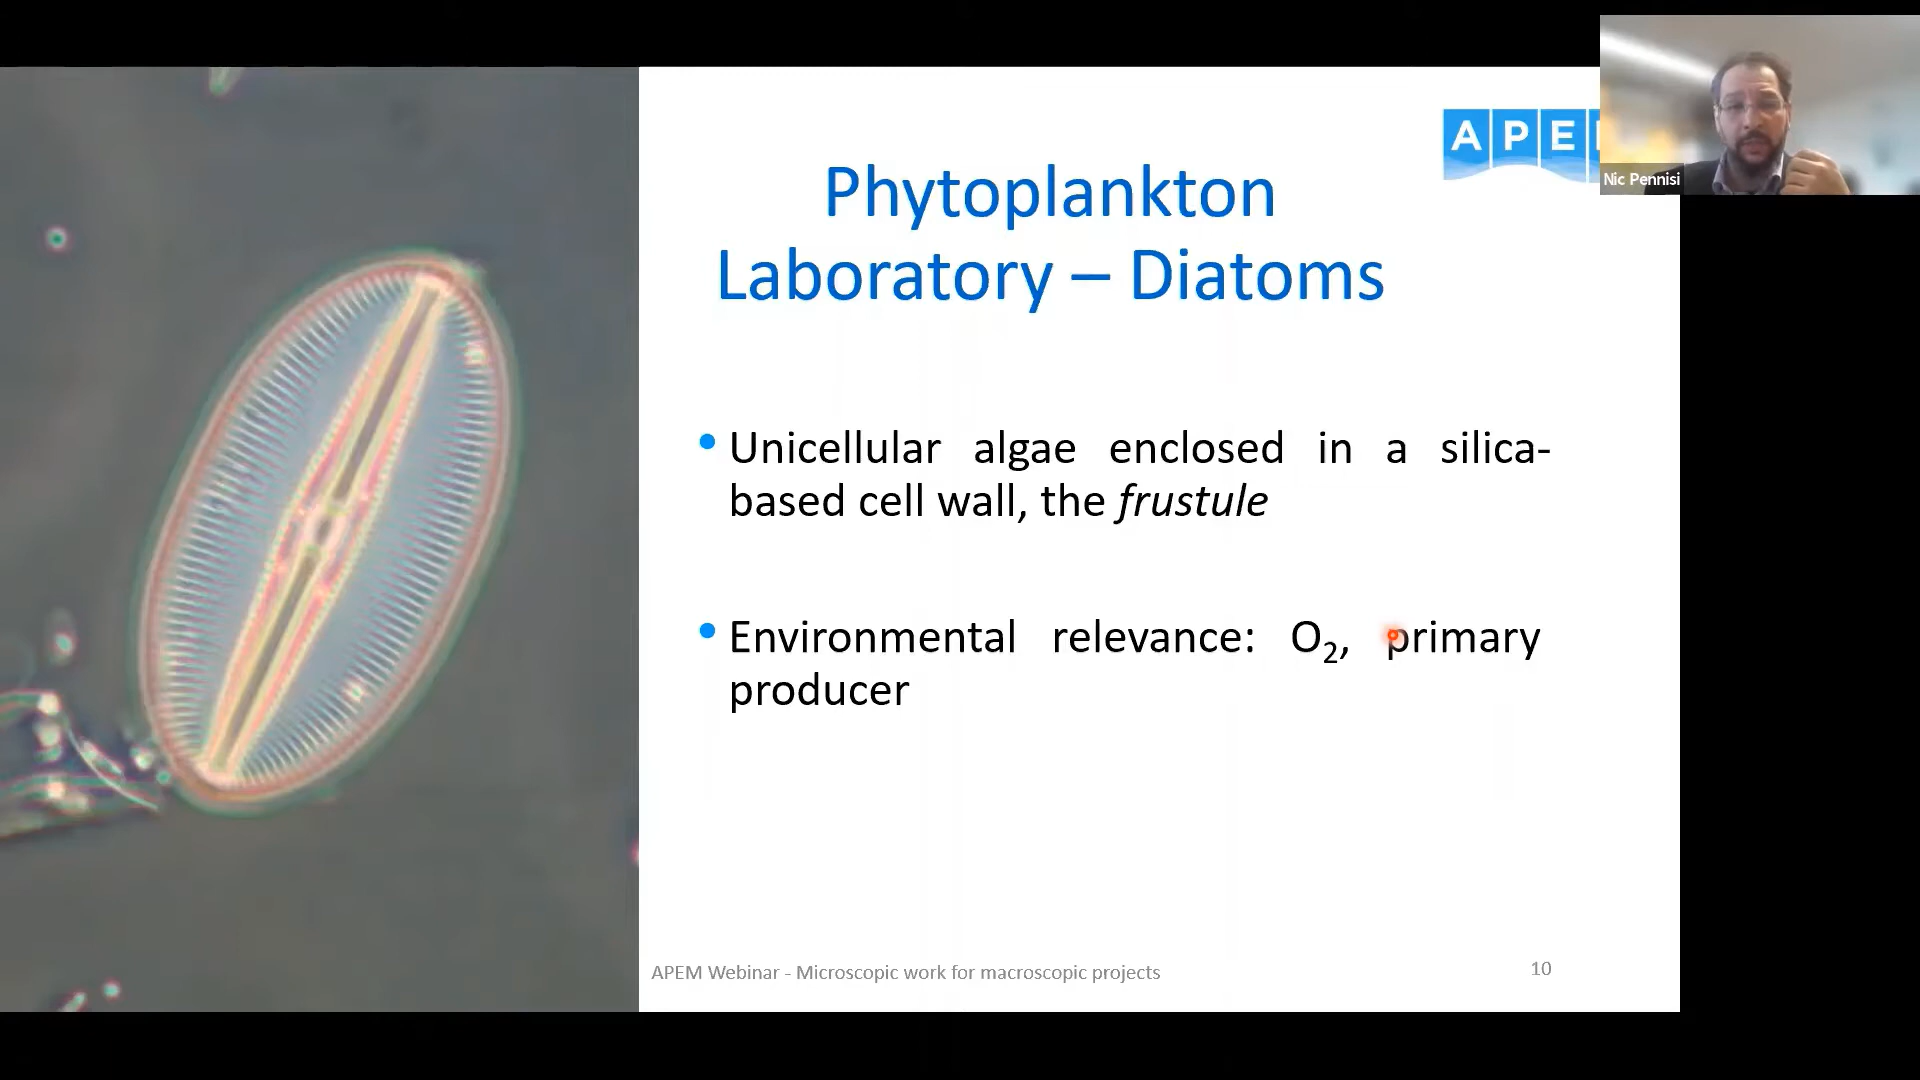 APE
Nic Pennisi
Phytoplankton
Laboratory – Diatoms
• Unicellular algae enclosed in a silica-
based cell wall, the frustule
• Environmental relevance: O₂, primary
producer
APEM Webinar - Microscopic work for macroscopic projects
10